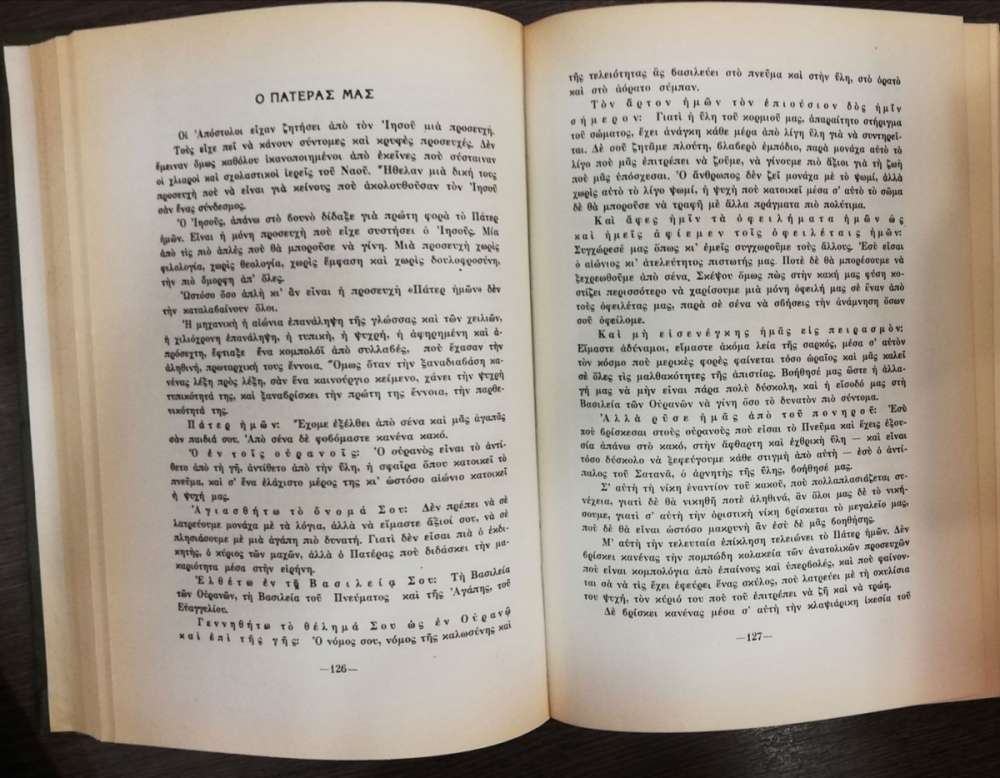 Ο ΠΑΤΕΡΑΣ ΜΑΣ
Οἱ Ἀπόστολοι εἶχαν ζητήσει ἀπὸ τὸν Ἰησοῦ μιὰ προσευχή.
Τοὺς εἶχε πεῖ νὰ κάνουν σύντομες καὶ κρυφὲς προσευχές. Δὲν
ἔμειναν ὅμως καθόλου ἱκανοποιημένοι ἀπὸ ἐκεῖνες ποὺ σύσταιναν
οἱ χλιαροὶ καὶ σχολαστικοὶ ἱερεῖς τοῦ Ναοῦ. Ἤθελαν μιὰ δική τους
προσευχὴ ποὺ νὰ εἶναι γιὰ κείνους ποὺ ἀκολουθοῦσαν τὸν Ἰησοῦ
σὰν ἕνας σύνδεσμος.
Ὁ Ἰησοῦς, ἀπάνω στὸ βουνὸ δίδαξε γιὰ πρώτη φορὰ τὸ Πάτερ
ἡμῶν. Εἶναι ἡ μόνη προσευχὴ ποὺ εἶχε συστήσει ὁ Ἰησοῦς. Μία
ἀπὸ τὶς πιὸ ἁπλὲς ποὺ θὰ μποροῦσε νὰ γίνη. Μιὰ προσευχὴ χωρὶς
φιλολογία, χωρὶς θεολογία, χωρὶς ἔμφαση καὶ χωρὶς δουλοφροσύνη,
τὴν πιὸ ὄμορφη ἀπ' ὅλες.
Ὡστόσο ὅσο ἁπλὴ κι' ἂν εἶναι ἡ προσευχὴ «Πάτερ ἡμῶν» δὲν
τὴν καταλαβαίνουν ὅλοι.
Ἡ μηχανικὴ ἡ αἰώνια ἐπανάληψη τῆς γλώσσας καὶ τῶν χειλιῶν,
ἡ χιλιόχρονη ἐπανάληψη, ἡ τυπική, ἡ ψυχρή, ἡ ἀφηρημένη καὶ ἀ-
πρόσεχτη, ἔφτιαξε ἕνα κομπολόϊ ἀπὸ συλλαβές, ποὺ ἔχασαν τὴν
ἀληθινή, πρωταρχική τους ἔννοια. Ὅμως ὅταν τὴν ξαναδιαβάση κα-
νένας λέξη πρὸς λέξη, σὰν ἕνα καινούργιο κείμενο, χάνει τὴν ψυχρὴ
τυπικότητά της, καὶ ξαναβρίσκει τὴν πρώτη της ἔννοια, τὴν παρθε-
νικότητά της.
Πάτερ ἡμῶν: Ἔχομε ἐξέλθει ἀπὸ σένα καὶ μᾶς ἀγαπᾶς
σὰν παιδιά σου. Ἀπὸ σένα δὲ φοβόμαστε κανένα κακό.
Ὁ ἐν τοῖς οὐρανοῖς: Ὁ οὐρανὸς εἶναι τὸ ἀντί-
θετο ἀπὸ τὴ γῆ, ἀντίθετο ἀπὸ τὴν ὕλη, ἡ σφαῖρα ὅπου κατοικεῖ τὸ
πνεῦμα, καὶ σ' ἕνα ἐλάχιστο μέρος της κι' ὡστόσο αἰώνιο κατοικεῖ
ἡ ψυχή μας.
Ἁγιασθήτω τὸ ὄνομά Σου: Δὲν πρέπει νὰ σὲ
λατρεύουμε μονάχα μὲ τὰ λόγια, ἀλλὰ νὰ εἴμαστε ἄξιοί σου, νὰ σὲ
πλησιάσουμε μὲ μιὰ ἀγάπη πιὸ δυνατή. Γιατὶ δὲν εἶσαι πιὰ ὁ ἐκδι-
κητής, ὁ κύριος τῶν μαχῶν, ἀλλὰ ὁ Πατέρας ποὺ διδάσκει τὴν μα-
καριότητα μέσα στὴν εἰρήνη.
Ἐλθέτω ἐν τῇ Βασιλείᾳ Σου: Τὴ Βασιλεία
τῶν Οὐρανῶν, τὴ Βασιλεία τοῦ Πνεύματος καὶ τῆς Ἀγάπης, τοῦ
Εὐαγγελίου.
Γεννηθήτω τὸ θέλημά Σου ὡς ἐν Οὐρανῷ
καὶ ἐπὶ τῆς γῆς: Ὁ νόμος σου, νόμος τῆς καλωσύνης καὶ
—126—
τῆς τελειότητας ἂς βασιλεύει στὸ πνεῦμα καὶ στὴν ὕλη, στὸ ὁρατὸ
καὶ στὸ ἀόρατο σύμπαν.
Τὸν ἄρτον ἡμῶν τὸν ἐπιούσιον δὸς ἡμῖν
σήμερον: Γιατὶ ἡ ὕλη τοῦ κορμιοῦ μας, ἀπαραίτητο στήριγμα
τοῦ σώματος, ἔχει ἀνάγκη κάθε μέρα ἀπὸ λίγη ὕλη γιὰ νὰ συντηρεῖ-
ται. Δὲ σοῦ ζητᾶμε πλούτη, βλαβερὸ ἐμπόδιο, παρὰ μονάχα αὐτὸ τὸ
λίγο ποὺ μᾶς ἐπιτρέπει νὰ ζοῦμε, νὰ γίνουμε πιὸ ἄξιοι γιὰ τὴ ζωὴ
ποὺ μᾶς ὑπόσχεσαι. Ὁ ἄνθρωπος δὲν ζεῖ μονάχα μὲ τὸ ψωμί, ἀλλὰ
χωρὶς αὐτὸ τὸ λίγο ψωμί, ἡ ψυχὴ ποὺ κατοικεῖ μέσα σ' αὐτὸ τὸ σῶμα
δὲ θὰ μποροῦσε νὰ τραφῆ μὲ ἄλλα πράγματα πιὸ πολύτιμα.
Καὶ ἄφες ἡμῖν τὰ ὀφειλήματα ἡμῶν ὡς
καὶ ἡμεῖς ἀφίεμεν τοῖς ὀφειλέταις ἡμῶν:
Συγχώρεσέ μας ὅπως κι' ἐμεῖς συγχωροῦμε τοὺς ἄλλους. Ἐσὺ εἶσαι
ὁ αἰώνιος κι' ἀτελεύτητος πιστωτής μας. Ποτὲ δὲ θὰ μπορέσουμε νὰ
ξεχρεωθοῦμε ἀπὸ σένα. Σκέψου ὅμως πὼς στὴν κακή μας φύση κο-
στίζει περισσότερο νὰ χαρίσουμε μιὰ μόνη ὀφειλή μας σὲ ἕναν ἀπὸ
τοὺς ὀφειλέτας μας, παρὰ σὲ σένα νὰ σβήσεις τὴν ἀνάμνηση ὅσων
σοῦ ὀφείλομε.
Καὶ μὴ εἰσενέγκης ἡμᾶς εἰς πειρασμόν:
Εἴμαστε ἀδύναμοι, εἴμαστε ἀκόμα λεία τῆς σαρκός, μέσα σ' αὐτὸν
τὸν κόσμο ποὺ μερικὲς φορὲς φαίνεται τόσο ὡραῖος καὶ μᾶς καλεῖ
σὲ ὅλες τὶς μαλθακότητες τῆς ἀπιστίας. Βοήθησέ μας ὥστε ἡ ἀλλα-
γή μας νὰ μὴν εἶναι πάρα πολὺ δύσκολη, καὶ ἡ εἴσοδό μας στὴ
Βασιλεία τῶν Οὐρανῶν νὰ γίνη ὅσο τὸ δυνατὸν πιὸ σύντομα.
Ἀλλὰ ρῦσε ἡμᾶς ἀπὸ τοῦ πονηροῦ: Ἐσὺ
ποὺ βρίσκεσαι στοὺς οὐρανοὺς ποὺ εἶσαι τὸ Πνεῦμα καὶ ἔχεις ἐξου-
σία ἀπάνω στὸ κακό, στὴν ἄφθαρτη καὶ ἐχθρικὴ ὕλη — καὶ εἶναι
τόσο δύσκολο νὰ ξεφεύγουμε κάθε στιγμὴ ἀπὸ αὐτὴ — ἐσὺ ὁ ἀντί-
παλος τοῦ Σατανᾶ, ὁ ἀρνητὴς τῆς ὕλης, βοήθησέ μας.
Σ' αὐτὴ τὴ νίκη ἐναντίον τοῦ κακοῦ, ποὺ πολλαπλασιάζεται συ-
νέχεια, γιατὶ δὲ θὰ νικηθῆ ποτὲ ἀληθινά, ἂν ὅλοι μας δὲ τὸ νική-
σουμε, γιατὶ σ' αὐτὴ τὴν ὁριστικὴ νίκη βρίσκεται τὸ μεγαλεῖο μας,
ποὺ δὲ θὰ εἶναι ὡστόσο μακρυνὴ ἂν ἐσὺ δὲ μᾶς βοηθήσης.
Μ' αὐτὴ τὴν τελευταία ἐπίκληση τελειώνει τὸ Πάτερ ἡμῶν. Δὲν
βρίσκει κανένας τὴν πομπώδη κολακεία τῶν ἀνατολικῶν προσευχῶν
ποὺ εἶναι κομπολόγια ἀπὸ ἐπαίνους καὶ ὑπερβολές, καὶ ποὺ φαίνον-
ται σὰ νὰ τὶς ἔχει ἐφεύρει ἕνας σκύλος, ποὺ λατρεύει μὲ τὴ σκυλίσια
του ψυχή, τὸν κύριό του ποὺ τοῦ ἐπιτρέπει νὰ ζῆ καὶ νὰ τρώη.
Δὲ βρίσκει κανένας μέσα σ' αὐτὴ τὴν κλαψιάρικη ἱκεσία τοῦ
—127—